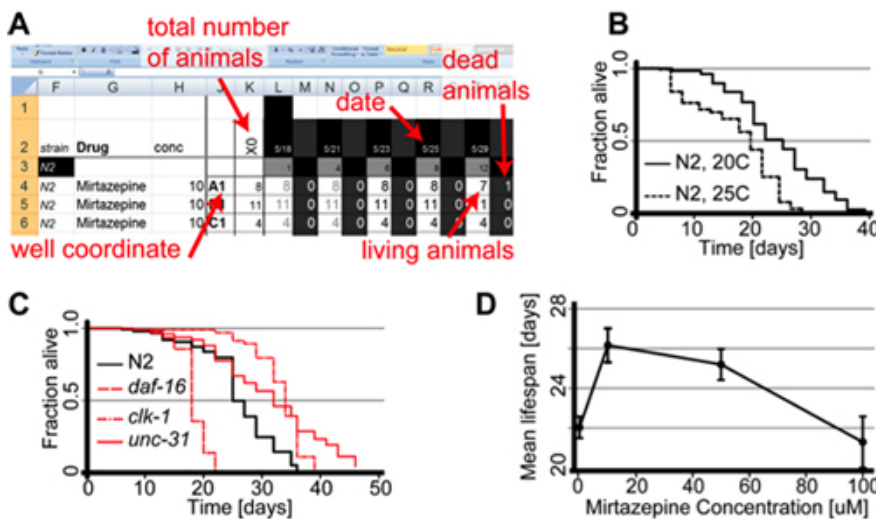 A
total number
of animals
dead
animals
date
F G H J K L M N O P Q R
1
2 strain Drug conc X0 5/18 5/21 5/23 5/25 5/29
3 N2 1 4 6 8 12
4 N2 Mirtazepine 10 A1 8 8 0 8 0 8 0 8 0 7 1
5 N2 Mirtazepine 10 11 11 0 11 0 11 0 11 0 1 0
6 N2 Mirtazepine 10 C1 4 4 0 4 0 4 0 4 0 4 0
well coordinate
living animals
B
Fraction alive
1.0
0.5
0
N2, 20C
N2, 25C
0 10 20 30 40
Time [days]
C
Fraction alive
1.0
0.5
0
N2
daf-16
clk-1
unc-31
0 10 20 30 40 50
Time [days]
D
Mean lifespan [days]
28
24
20
0 20 40 60 80 100
Mirtazepine Concentration [uM]